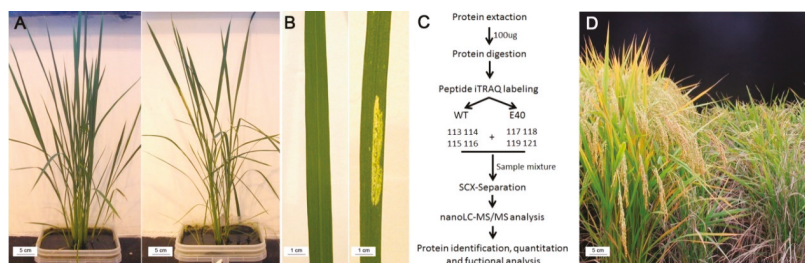 A
5 cm
5 cm
B
1 cm
1 cm
C
Protein extaction
100ug
Protein digestion
Peptide iTRAQ labeling
WT E40
113 114 117 118
+
115 116 119 121
Sample mixture
SCX-Separation
nanoLC-MS/MS analysis
Protein identification, quantitation
and fuctional analysis
D
5 cm